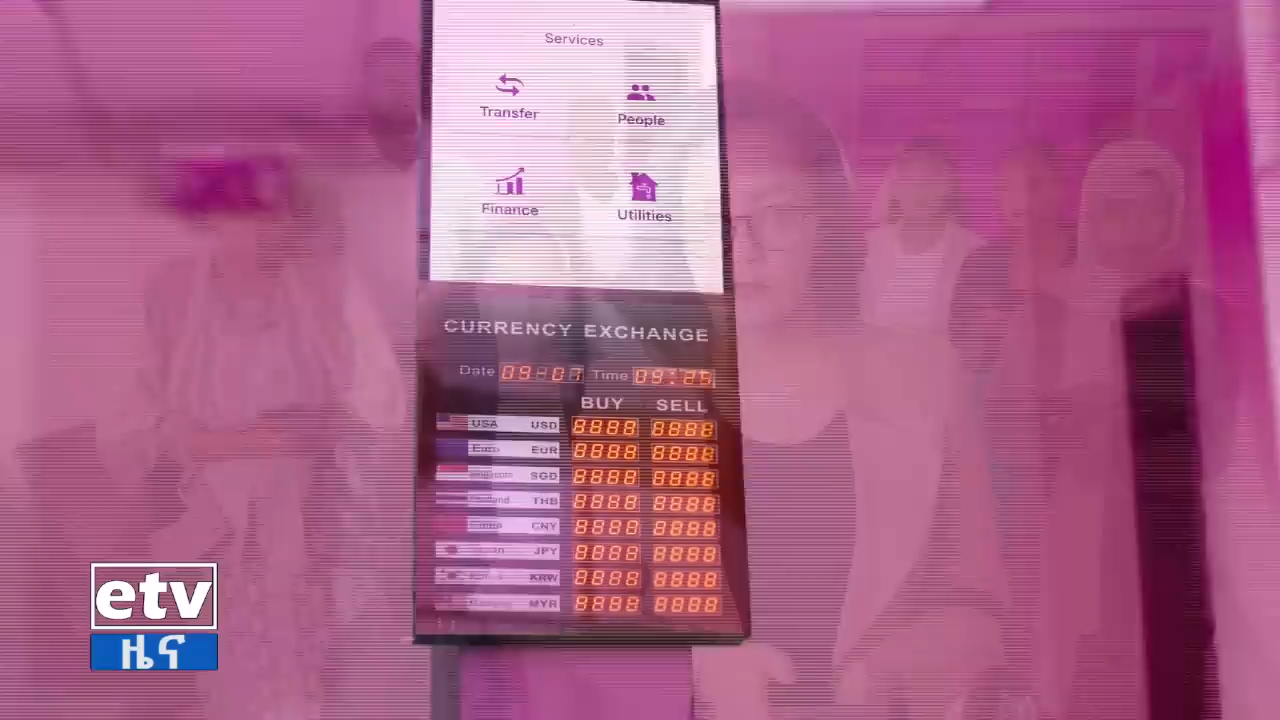 Services
Transfer
People
Finance
Utilities
CURRENCY EXCHANGE
Date 09-07 Time 09:25
BUY SELL
USA USD 8888 8888
Euro EUR 8888 8888
SGD 8888 8888
THB 8888 8888
CNY 8888 8888
JPY 8888 8888
KRW 8888 8888
MYR 8888 8888
etv
ዜና